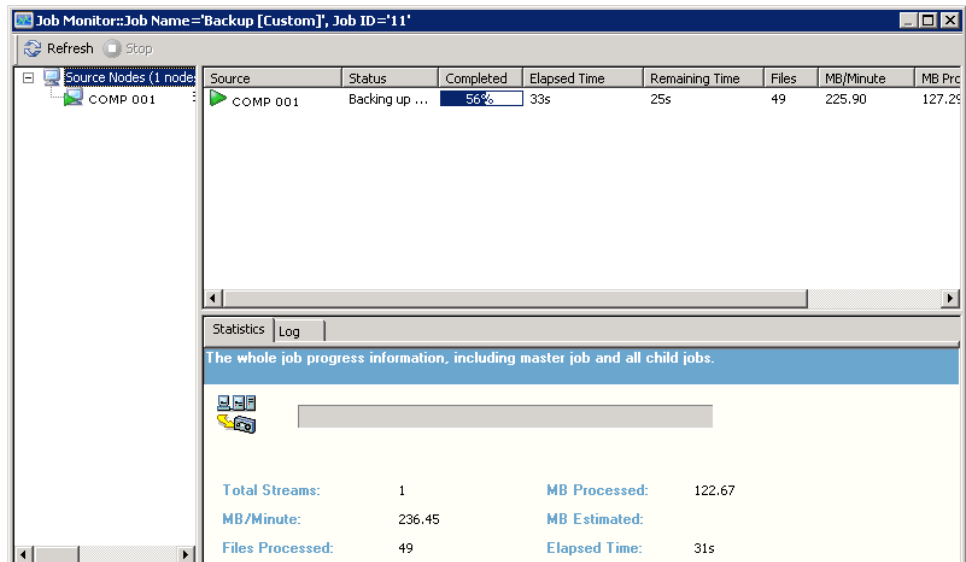 Job Monitor::Job Name='Backup [Custom]', Job ID='11'
Refresh Stop
Source Nodes (1 node
COMP 001
Source Status Completed Elapsed Time Remaining Time Files MB/Minute MB Pro
COMP 001 Backing up ... 56% 33s 25s 49 225.90 127.29
Statistics Log
The whole job progress information, including master job and all child jobs.
Total Streams: 1 MB Processed: 122.67
MB/Minute: 236.45 MB Estimated:
Files Processed: 49 Elapsed Time: 31s